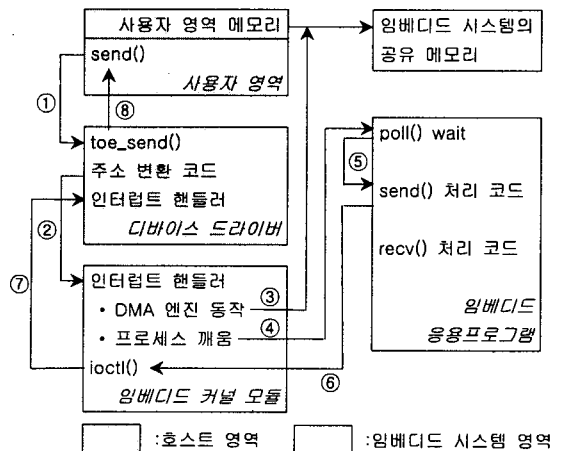 사용자 영역 메모리
send()
사용자 영역
임베디드 시스템의
공유 메모리
①
⑧
toe_send()
주소 변환 코드
인터럽트 핸들러
디바이스 드라이버
②
⑦
poll() wait
⑤
send() 처리 코드
recv() 처리 코드
임베디드
응용프로그램
인터럽트 핸들러
• DMA 엔진 동작 ③
• 프로세스 깨움 ④
ioctl()
⑥
임베디드 커널 모듈
:호스트 영역
:임베디드 시스템 영역